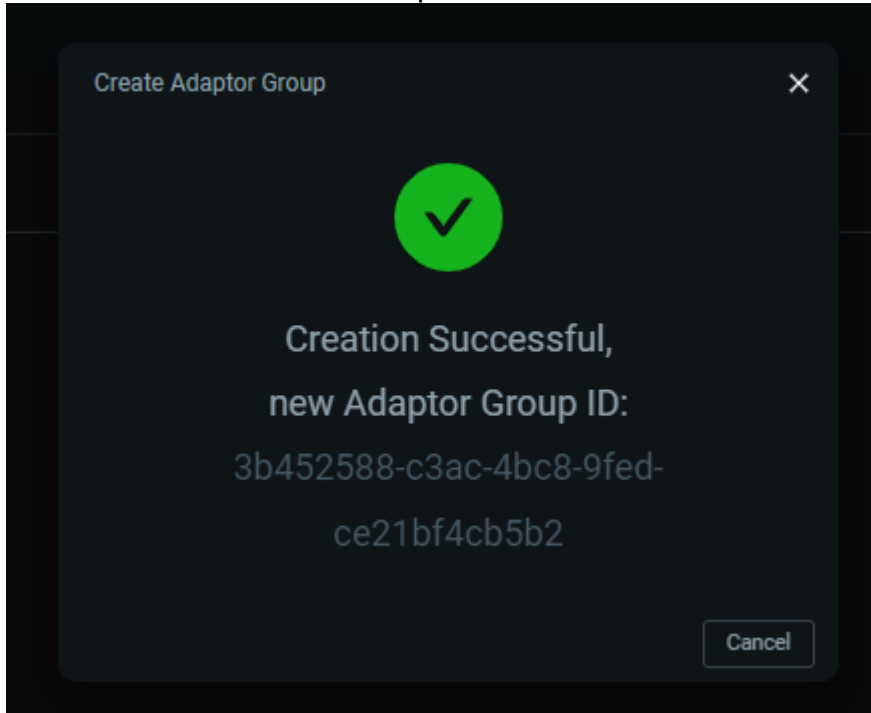 Create Adaptor Group
Creation Successful,
new Adaptor Group ID:
3b452588-c3ac-4bc8-9fed-
ce21bf4cb5b2
Cancel